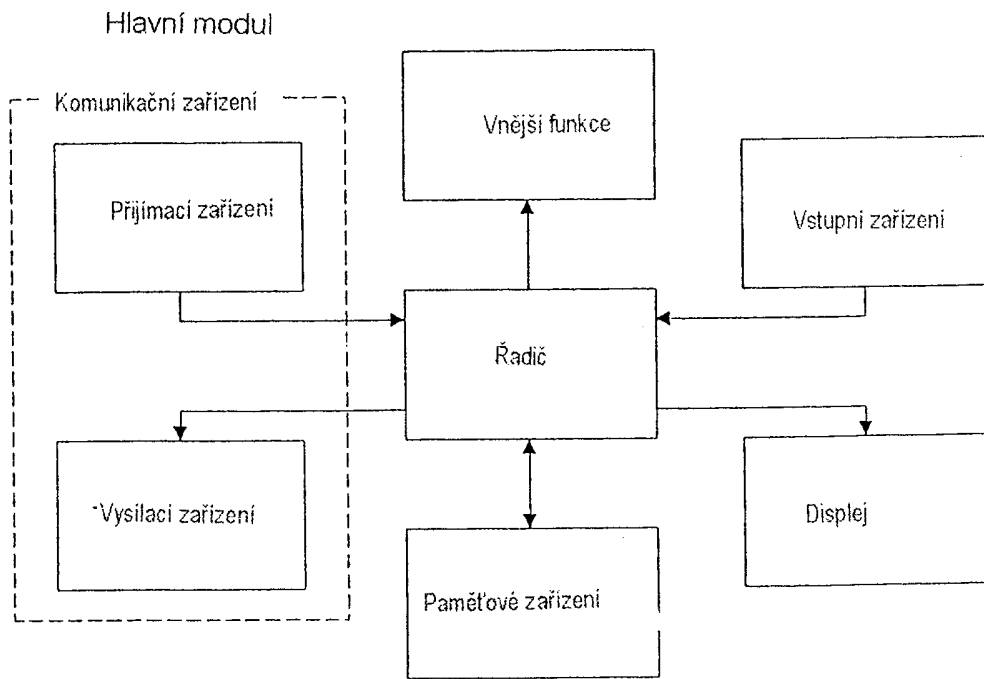 Hlavní modul
Komunikační zařízení
Vnější funkce
Přijímací zařízení
Vstupní zařízení
Řadič
Vysílací zařízení
Displej
Paměťové zařízení